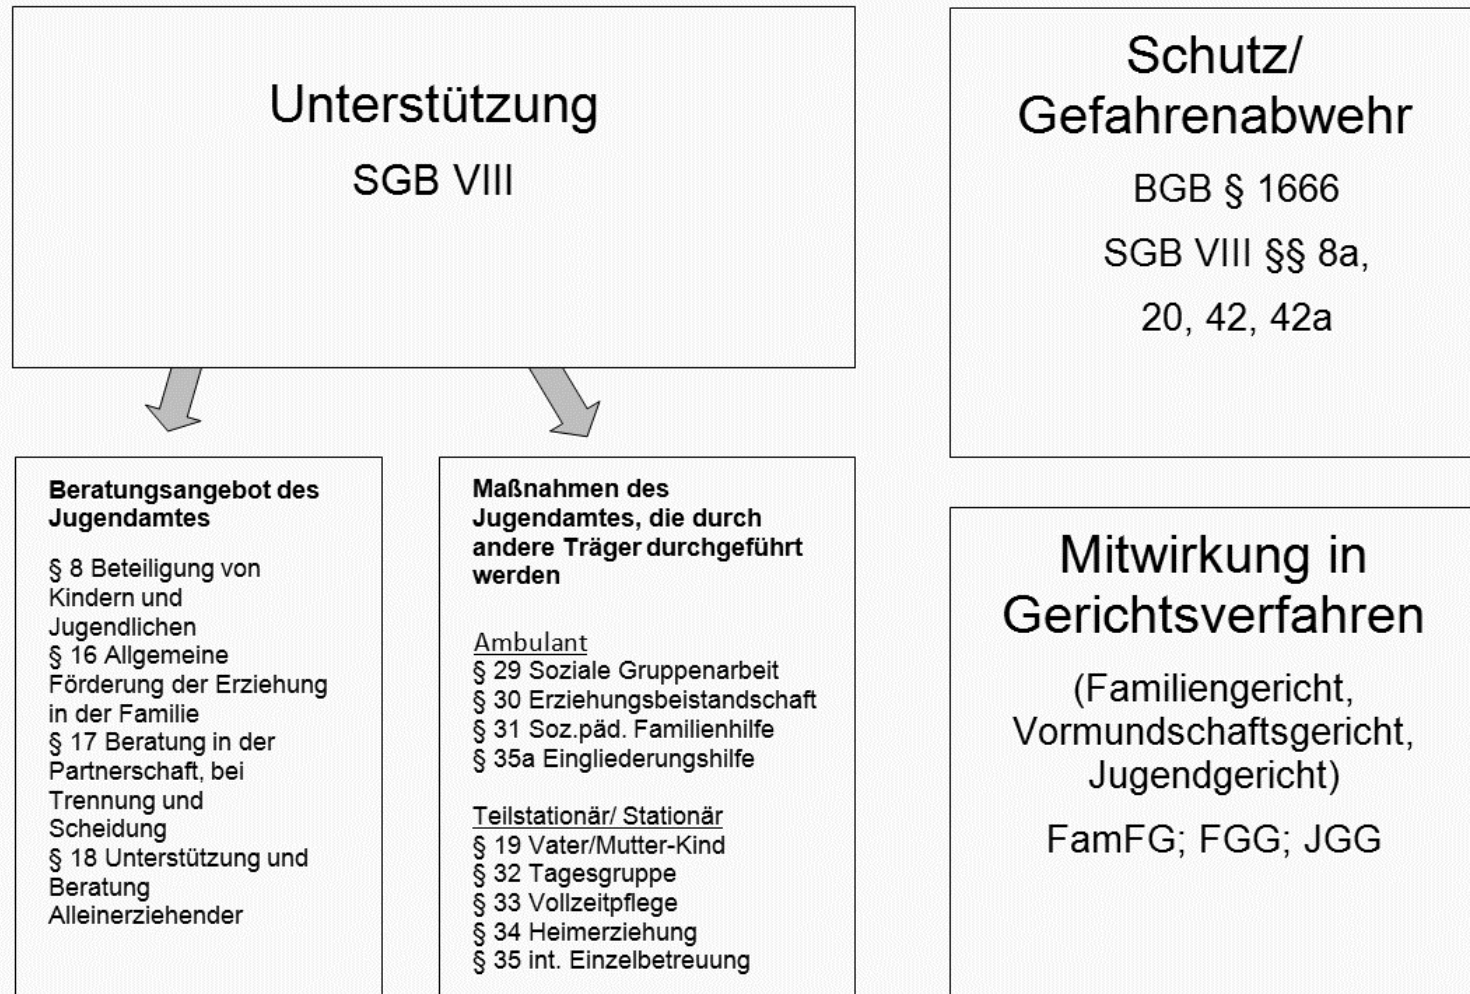 Unterstützung
SGB VIII
Beratungsangebot des
Jugendamtes
§ 8 Beteiligung von
Kindern und
Jugendlichen
§ 16 Allgemeine
Förderung der Erziehung
in der Familie
§ 17 Beratung in der
Partnerschaft, bei
Trennung und
Scheidung
§ 18 Unterstützung und
Beratung
Alleinerziehender
Maßnahmen des
Jugendamtes, die durch
andere Träger durchgeführt
werden
Ambulant
§ 29 Soziale Gruppenarbeit
§ 30 Erziehungsbeistandschaft
§ 31 Soz.päd. Familienhilfe
§ 35a Eingliederungshilfe
Teilstationär/ Stationär
§ 19 Vater/Mutter-Kind
§ 32 Tagesgruppe
§ 33 Vollzeitpflege
§ 34 Heimerziehung
§ 35 int. Einzelbetreuung
Schutz/
Gefahrenabwehr
BGB § 1666
SGB VIII §§ 8a,
20, 42, 42a
Mitwirkung in
Gerichtsverfahren
(Familiengericht,
Vormundschaftsgericht,
Jugendgericht)
FamFG; FGG; JGG